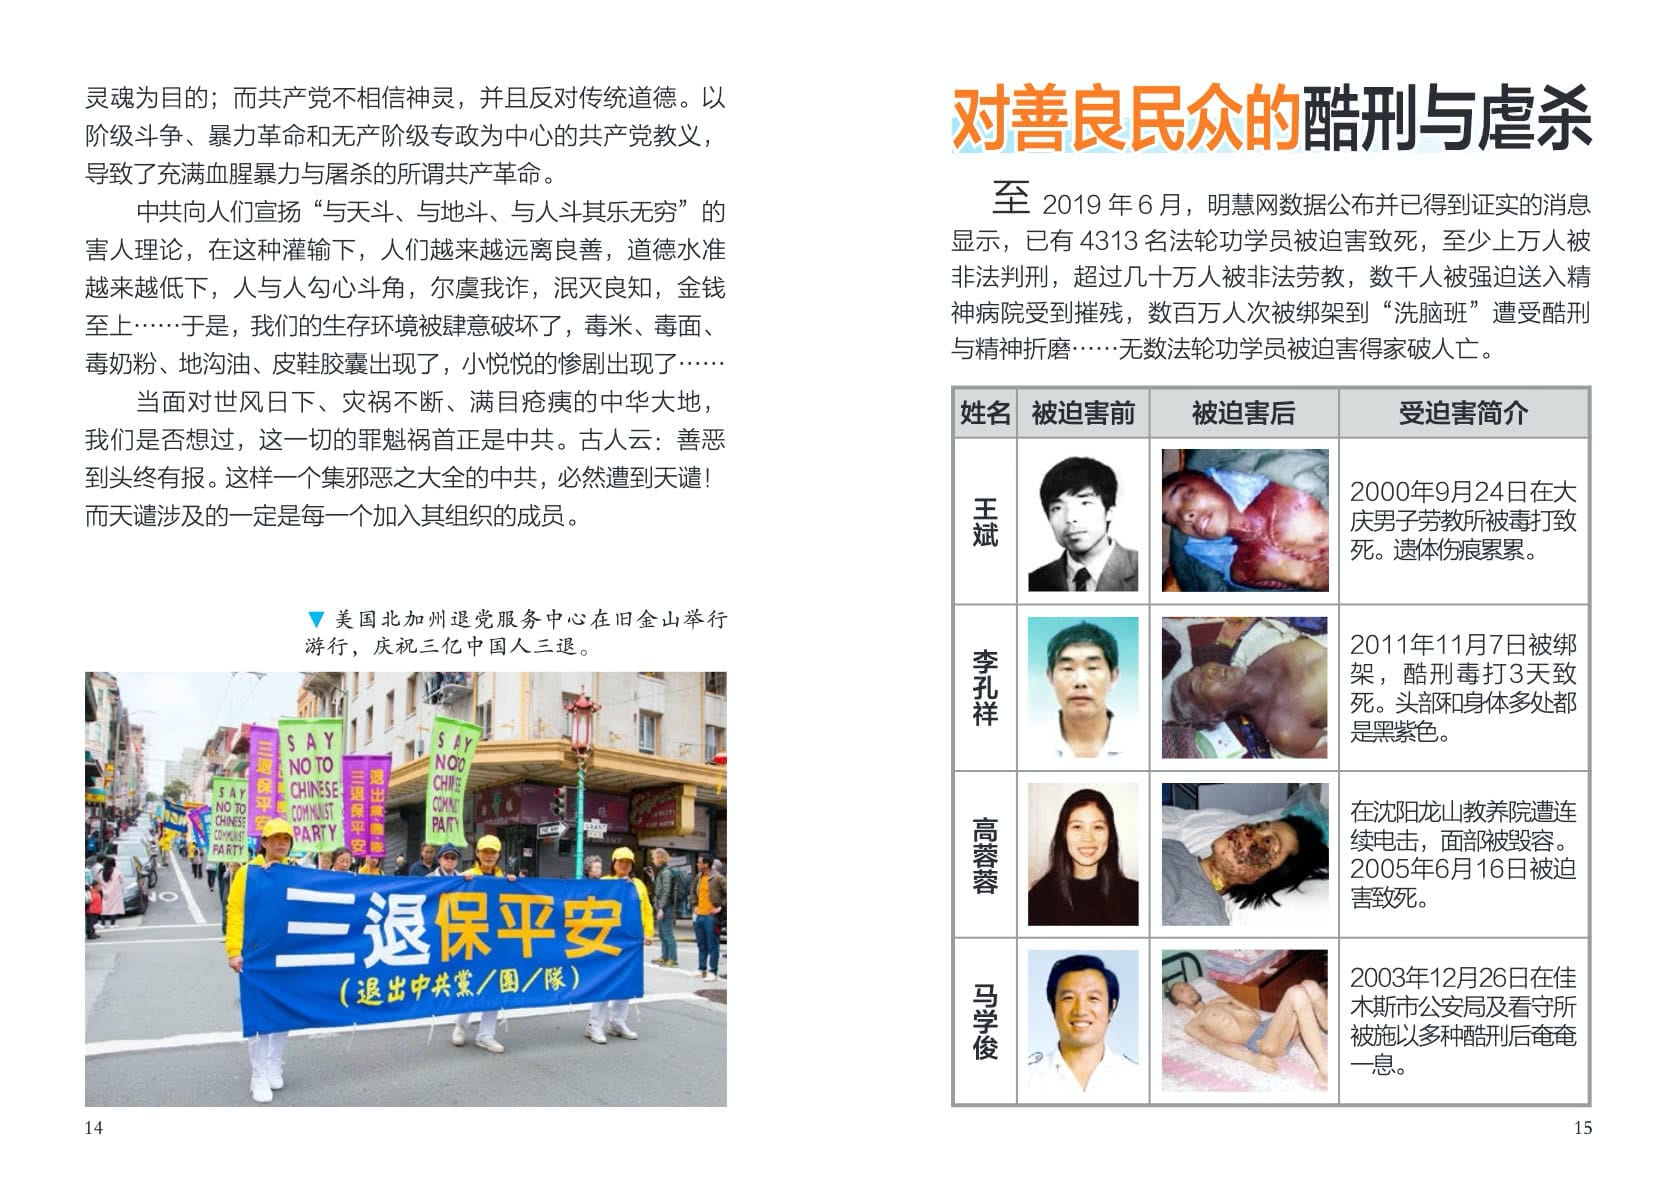 灵魂为目的；而共产党不相信神灵，并且反对传统道德。以
阶级斗争、暴力革命和无产阶级专政为中心的共产党教义，
导致了充满血腥暴力与屠杀的所谓共产革命。
中共向人们宣扬“与天斗、与地斗、与人斗其乐无穷”的
害人理论，在这种灌输下，人们越来越远离良善，道德水准
越来越低下，人与人勾心斗角，尔虞我诈，泯灭良知，金钱
至上……于是，我们的生存环境被肆意破坏了，毒米、毒面、
毒奶粉、地沟油、皮鞋胶囊出现了，小悦悦的惨剧出现了……
当面对世风日下、灾祸不断、满目疮痍的中华大地，
我们是否想过，这一切的罪魁祸首正是中共。古人云：善恶
到头终有报。这样一个集邪恶之大全的中共，必然遭到天谴！
而天谴涉及的一定是每一个加入其组织的成员。
▼ 美国北加州退党服务中心在旧金山举行
游行，庆祝三亿中国人三退。
SAY
NO TO
CHINESE
COMMUNIST
PARTY
三退保平安
SAY
NO TO
CHINESE
COMMUNIST
PARTY
退出黨團隊
三退保平安
SAY
NO TO
CHINESE
COMMUNIST
PARTY
三退保平安
（退出中共黨／團／隊）
14
对善良民众的酷刑与虐杀
至 2019 年 6 月，明慧网数据公布并已得到证实的消息
显示，已有 4313 名法轮功学员被迫害致死，至少上万人被
非法判刑，超过几十万人被非法劳教，数千人被强迫送入精
神病院受到摧残，数百万人次被绑架到“洗脑班”遭受酷刑
与精神折磨……无数法轮功学员被迫害得家破人亡。
姓名 被迫害前 被迫害后 受迫害简介
王斌
2000年9月24日在大
庆男子劳教所被毒打致
死。遗体伤痕累累。
李孔祥
2011年11月7日被绑
架，酷刑毒打3天致
死。头部和身体多处都
是黑紫色。
高蓉蓉
在沈阳龙山教养院遭连
续电击，面部被毁容。
2005年6月16日被迫
害致死。
马学俊
2003年12月26日在佳
木斯市公安局及看守所
被施以多种酷刑后奄奄
一息。
15